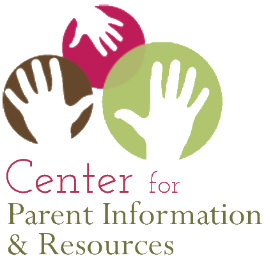 Center for
Parent Information
& Resources